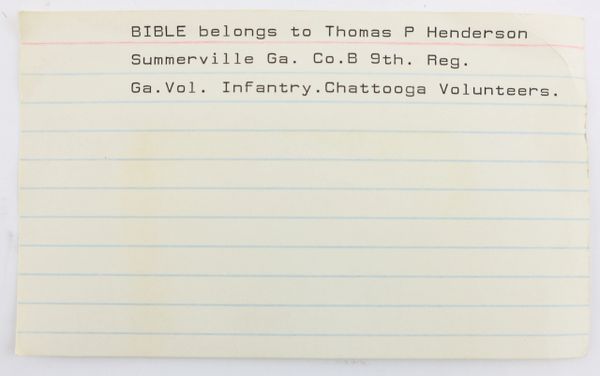 BIBLE belongs to Thomas P Henderson
Summerville Ga. Co.B 9th. Reg.
Ga.Vol. Infantry.Chattooga Volunteers.